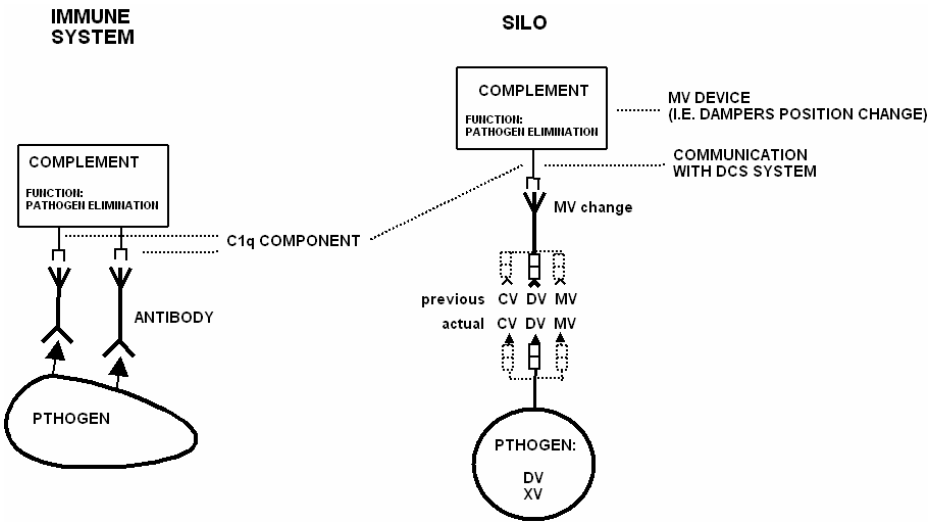 IMMUNE
SYSTEM
SILO
COMPLEMENT
FUNCTION:
PATHOGEN ELIMINATION
MV DEVICE
(I.E. DAMPERS POSITION CHANGE)
COMMUNICATION
WITH DCS SYSTEM
COMPLEMENT
FUNCTION:
PATHOGEN ELIMINATION
MV change
C1q COMPONENT
previous CV DV MV
ANTIBODY
actual CV DV MV
PTHOGEN
PTHOGEN:
DV
XV